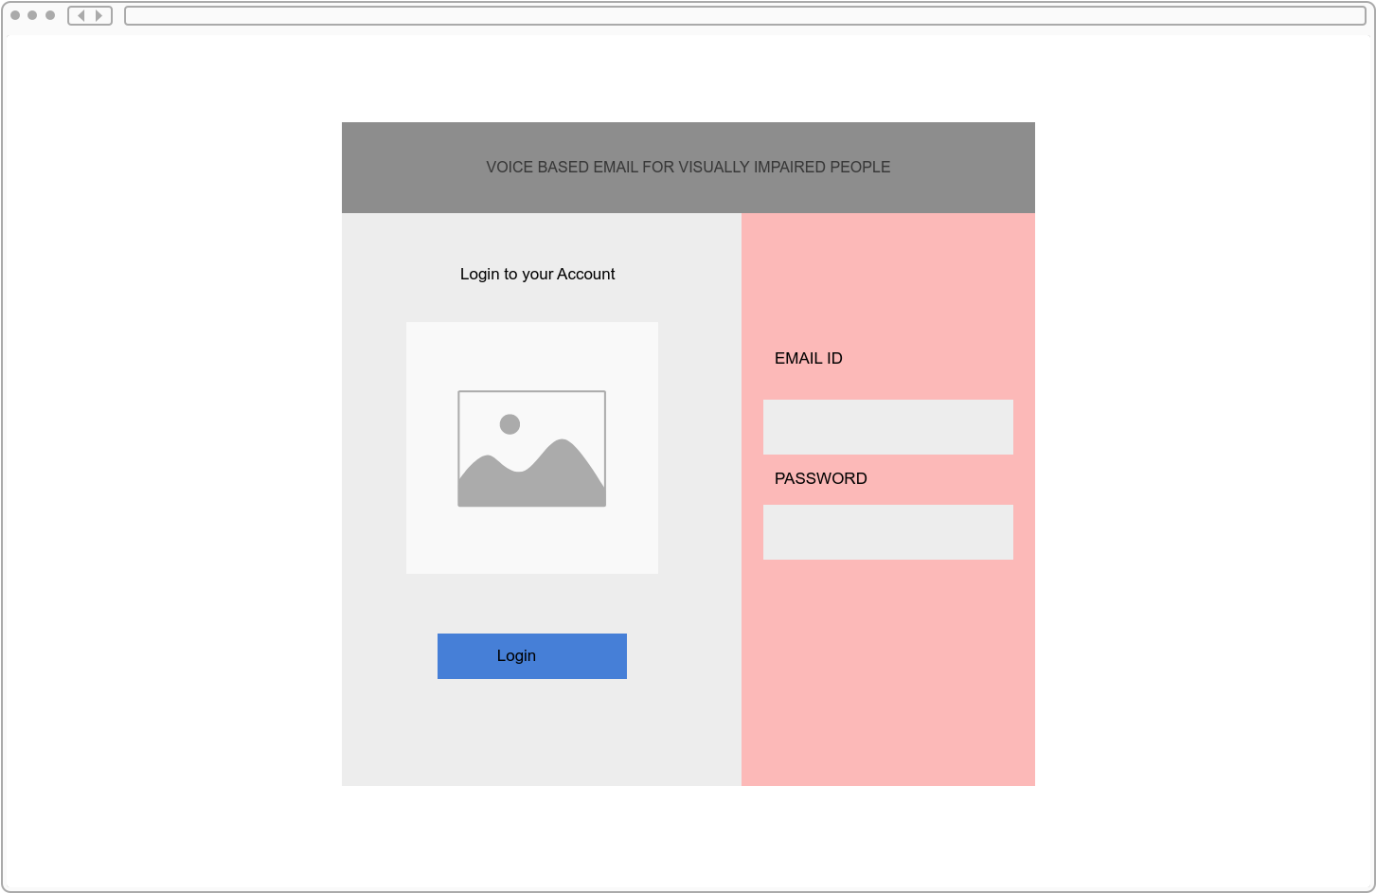 VOICE BASED EMAIL FOR VISUALLY IMPAIRED PEOPLE
Login to your Account
EMAIL ID
PASSWORD
Login